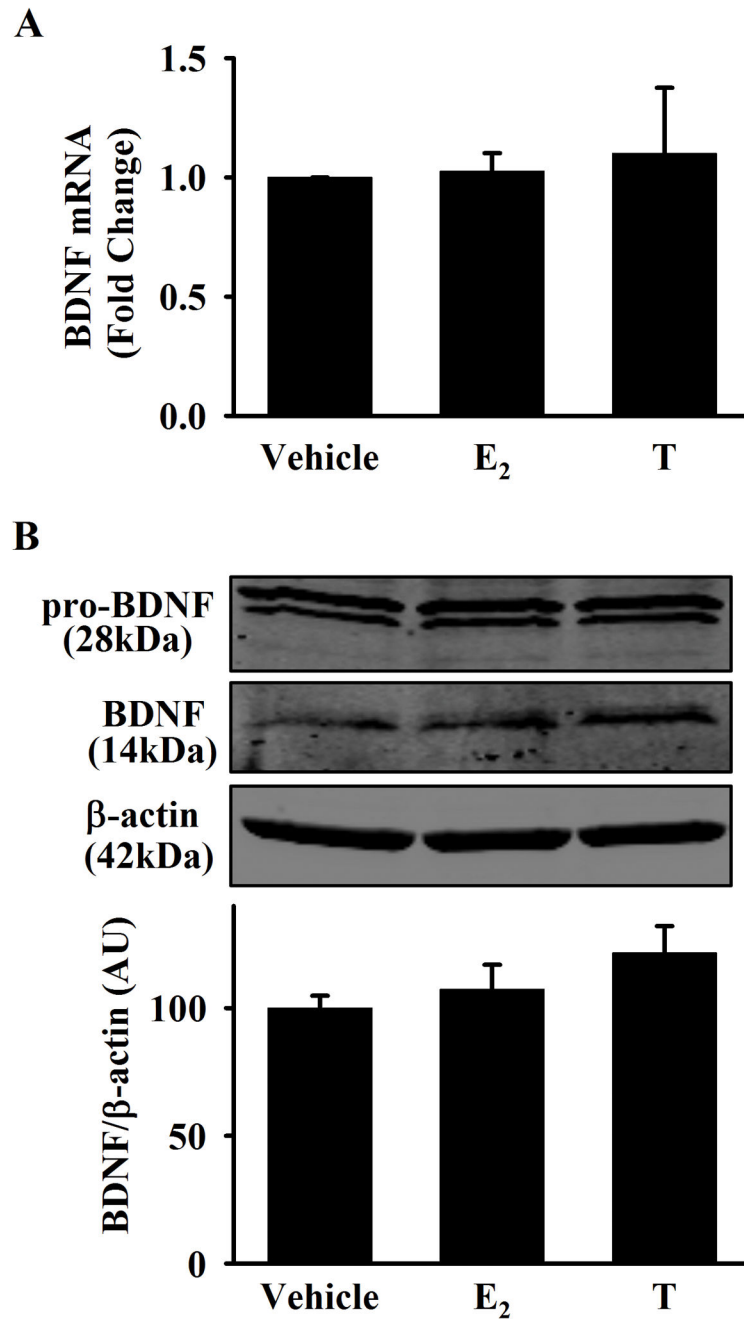 A
BDNF mRNA
(Fold Change)
1.5
1.0
0.5
0.0
Vehicle E₂ T
B
pro-BDNF
(28kDa)
BDNF
(14kDa)
β-actin
(42kDa)
BDNF/β-actin (AU)
100
50
0
Vehicle E₂ T